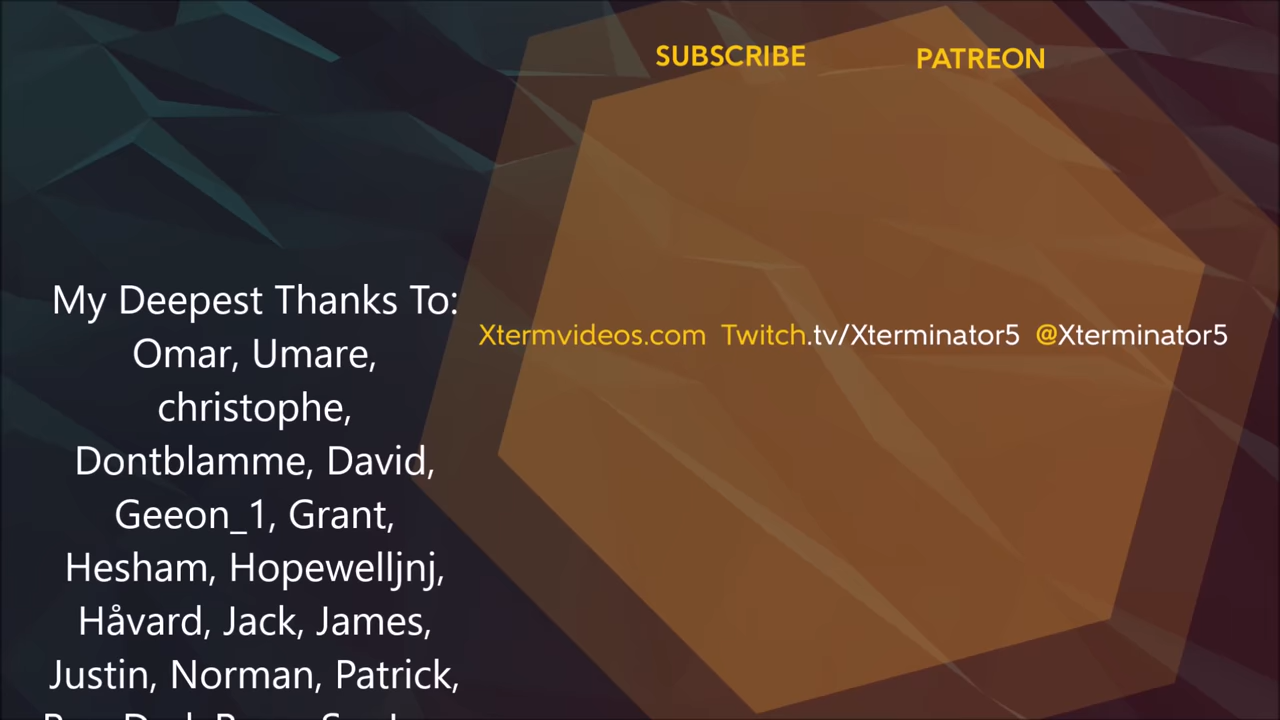 SUBSCRIBE PATREON
My Deepest Thanks To:
Omar, Umare,
christophe,
Dontblamme, David,
Geeon_1, Grant,
Hesham, Hopewelljnj,
Håvard, Jack, James,
Justin, Norman, Patrick,
Xtermvideos.com Twitch.tv/Xterminator5 @Xterminator5